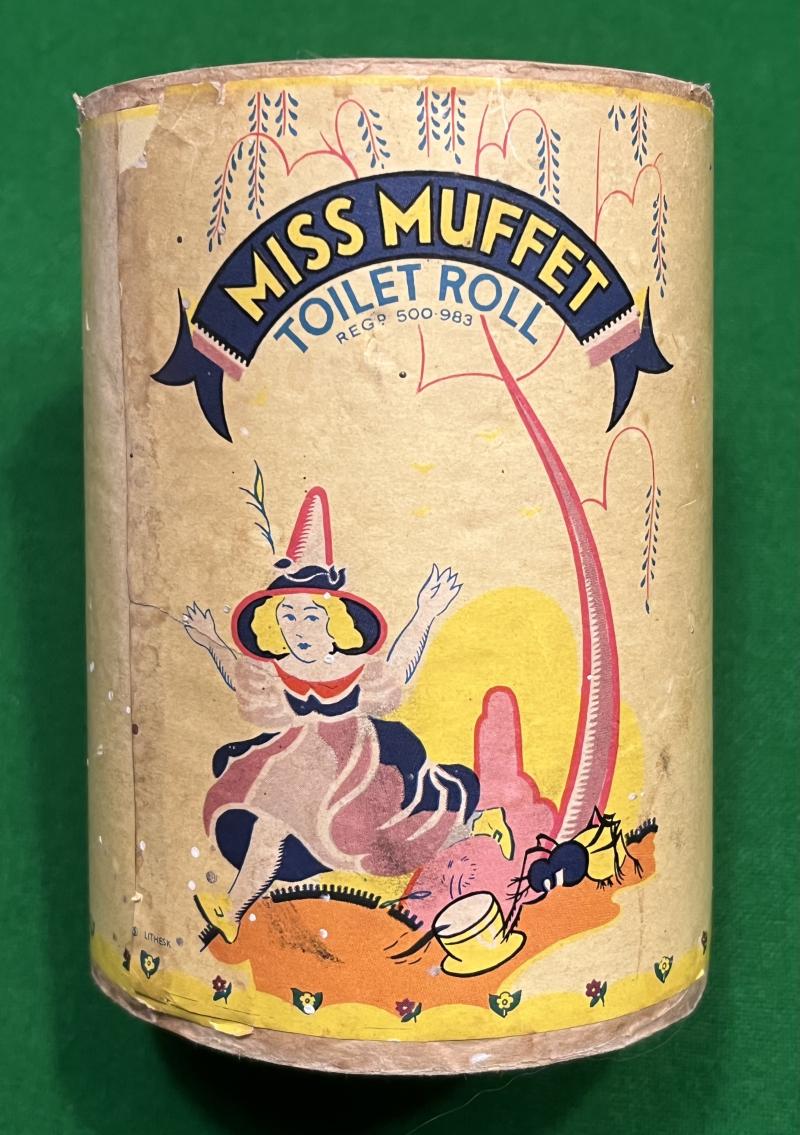 MISS MUFFET
TOILET ROLL
REGD 500·983
LITHESK